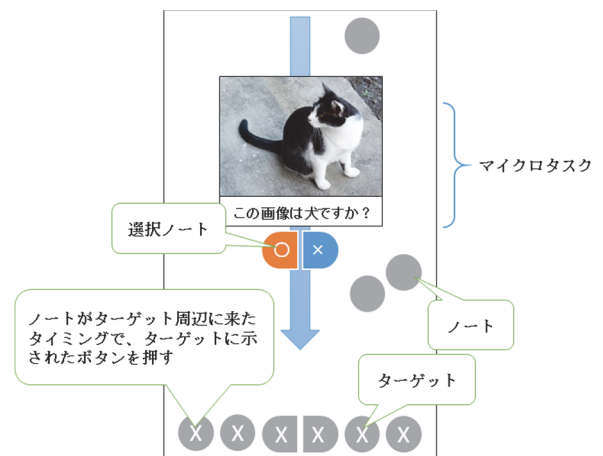 マイクロタスク
この画像は犬ですか？
選択ノート
○ ×
ノートがターゲット周辺に来た
タイミングで、ターゲットに示
されたボタンを押す
ノート
ターゲット
X X X X X X